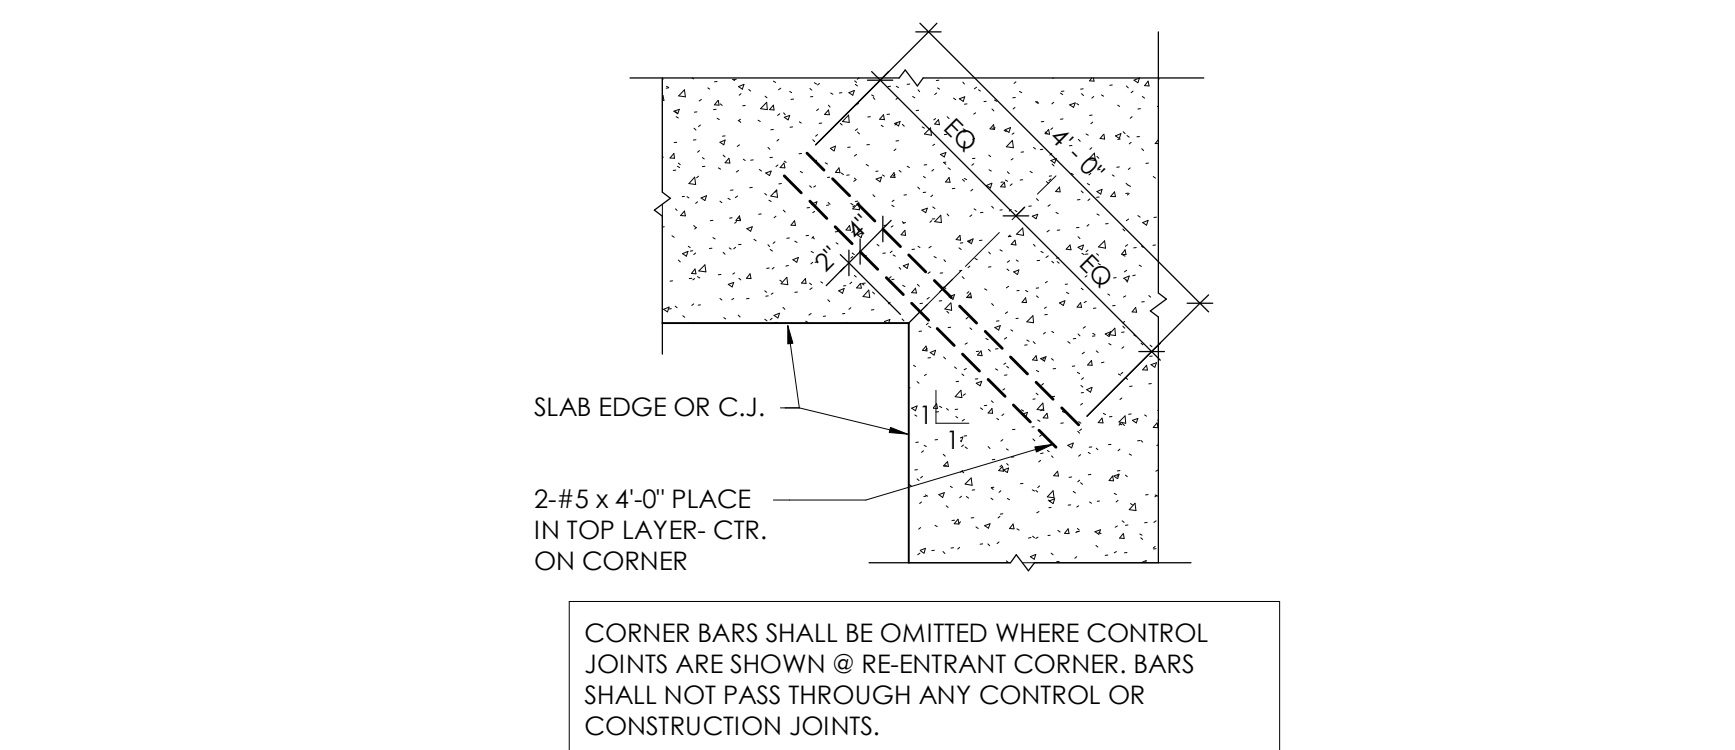 EQ
4'- 0"
4"
2"
EQ
SLAB EDGE OR C.J.
1
1
2-#5 x 4'-0" PLACE
IN TOP LAYER- CTR.
ON CORNER
CORNER BARS SHALL BE OMITTED WHERE CONTROL
JOINTS ARE SHOWN @ RE-ENTRANT CORNER. BARS
SHALL NOT PASS THROUGH ANY CONTROL OR
CONSTRUCTION JOINTS.